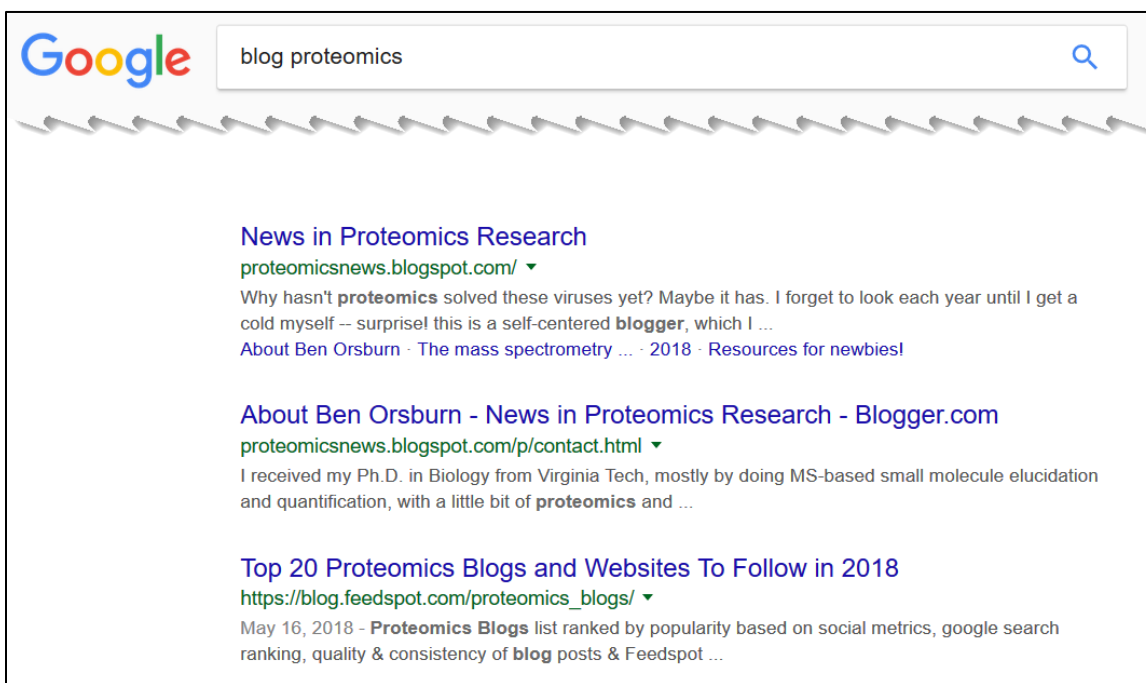 Google
blog proteomics
News in Proteomics Research
proteomicsnews.blogspot.com/
Why hasn't proteomics solved these viruses yet? Maybe it has. I forget to look each year until I get a
cold myself -- surprise! this is a self-centered blogger, which I ...
About Ben Orsburn · The mass spectrometry ... · 2018 · Resources for newbies!
About Ben Orsburn - News in Proteomics Research - Blogger.com
proteomicsnews.blogspot.com/p/contact.html
I received my Ph.D. in Biology from Virginia Tech, mostly by doing MS-based small molecule elucidation
and quantification, with a little bit of proteomics and ...
Top 20 Proteomics Blogs and Websites To Follow in 2018
https://blog.feedspot.com/proteomics_blogs/
May 16, 2018 - Proteomics Blogs list ranked by popularity based on social metrics, google search
ranking, quality & consistency of blog posts & Feedspot ...